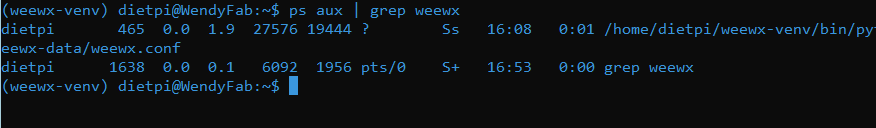 (weewx-venv) dietpi@WendyFab:~$ ps aux | grep weewx
dietpi 465 0.0 1.9 27576 19444 ? Ss 16:08 0:01 /home/dietpi/weewx-venv/bin/pyt
eewx-data/weewx.conf
dietpi 1638 0.0 0.1 6092 1956 pts/0 S+ 16:53 0:00 grep weewx
(weewx-venv) dietpi@WendyFab:~$